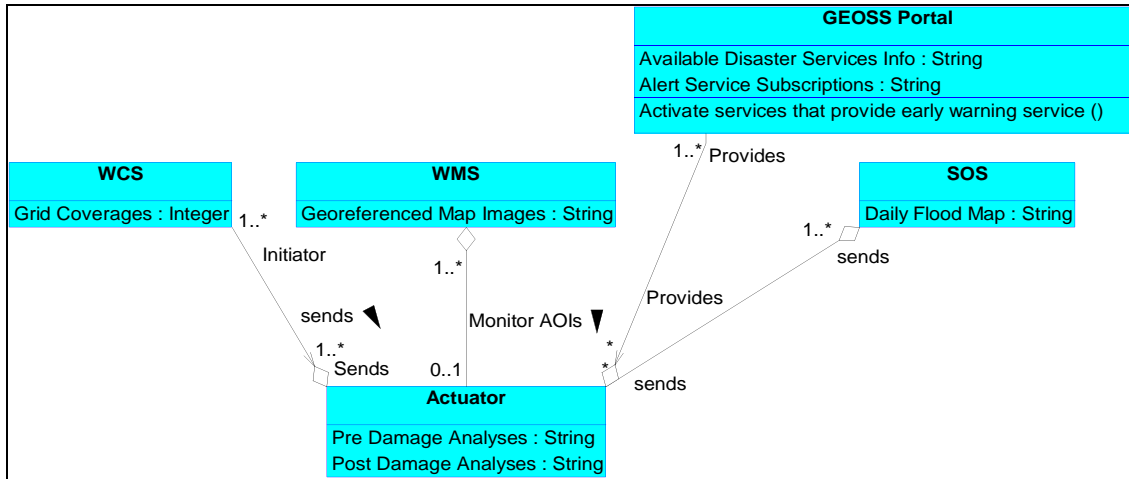 GEOSS Portal
Available Disaster Services Info : String
Alert Service Subscriptions : String
Activate services that provide early warning service ()
1..*
Provides
WCS
Grid Coverages : Integer
WMS
Georeferenced Map Images : String
SOS
Daily Flood Map : String
1..*
Initiator
1..*
1..*
sends
sends
Monitor AOIs
Provides
1..*
Sends
0..1
*
*
sends
Actuator
Pre Damage Analyses : String
Post Damage Analyses : String